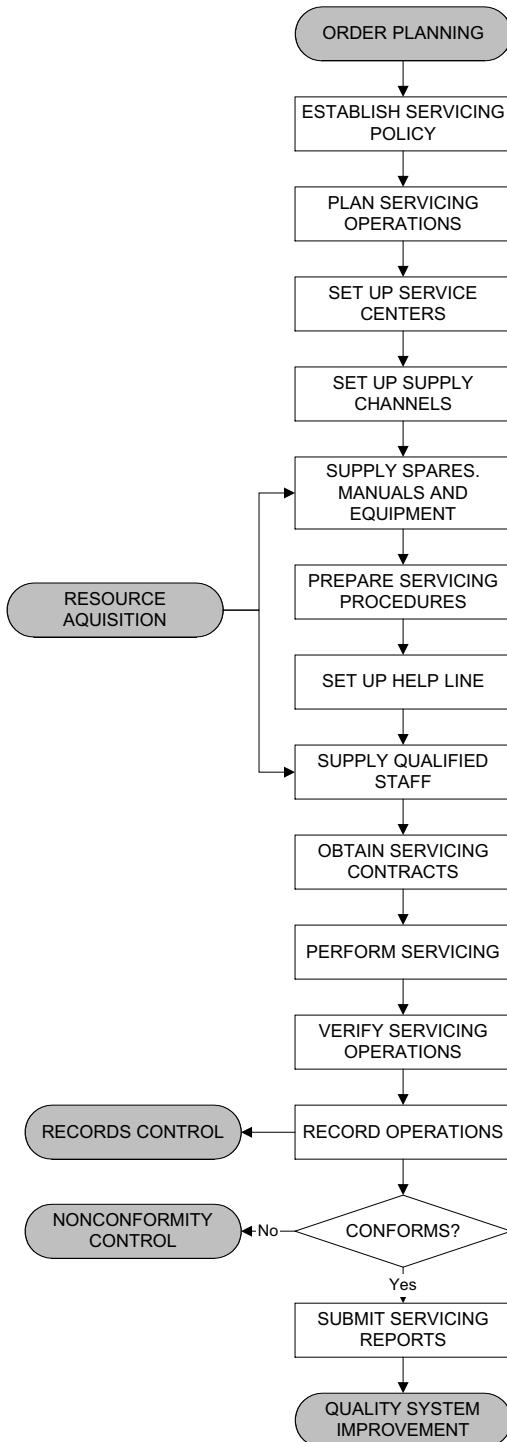 ORDER PLANNING
ESTABLISH SERVICING
POLICY
PLAN SERVICING
OPERATIONS
SET UP SERVICE
CENTERS
SET UP SUPPLY
CHANNELS
SUPPLY SPARES.
MANUALS AND
EQUIPMENT
RESOURCE
AQUISITION
PREPARE SERVICING
PROCEDURES
SET UP HELP LINE
SUPPLY QUALIFIED
STAFF
OBTAIN SERVICING
CONTRACTS
PERFORM SERVICING
VERIFY SERVICING
OPERATIONS
RECORDS CONTROL
RECORD OPERATIONS
NONCONFORMITY
CONTROL
No
CONFORMS?
Yes
SUBMIT SERVICING
REPORTS
QUALITY SYSTEM
IMPROVEMENT